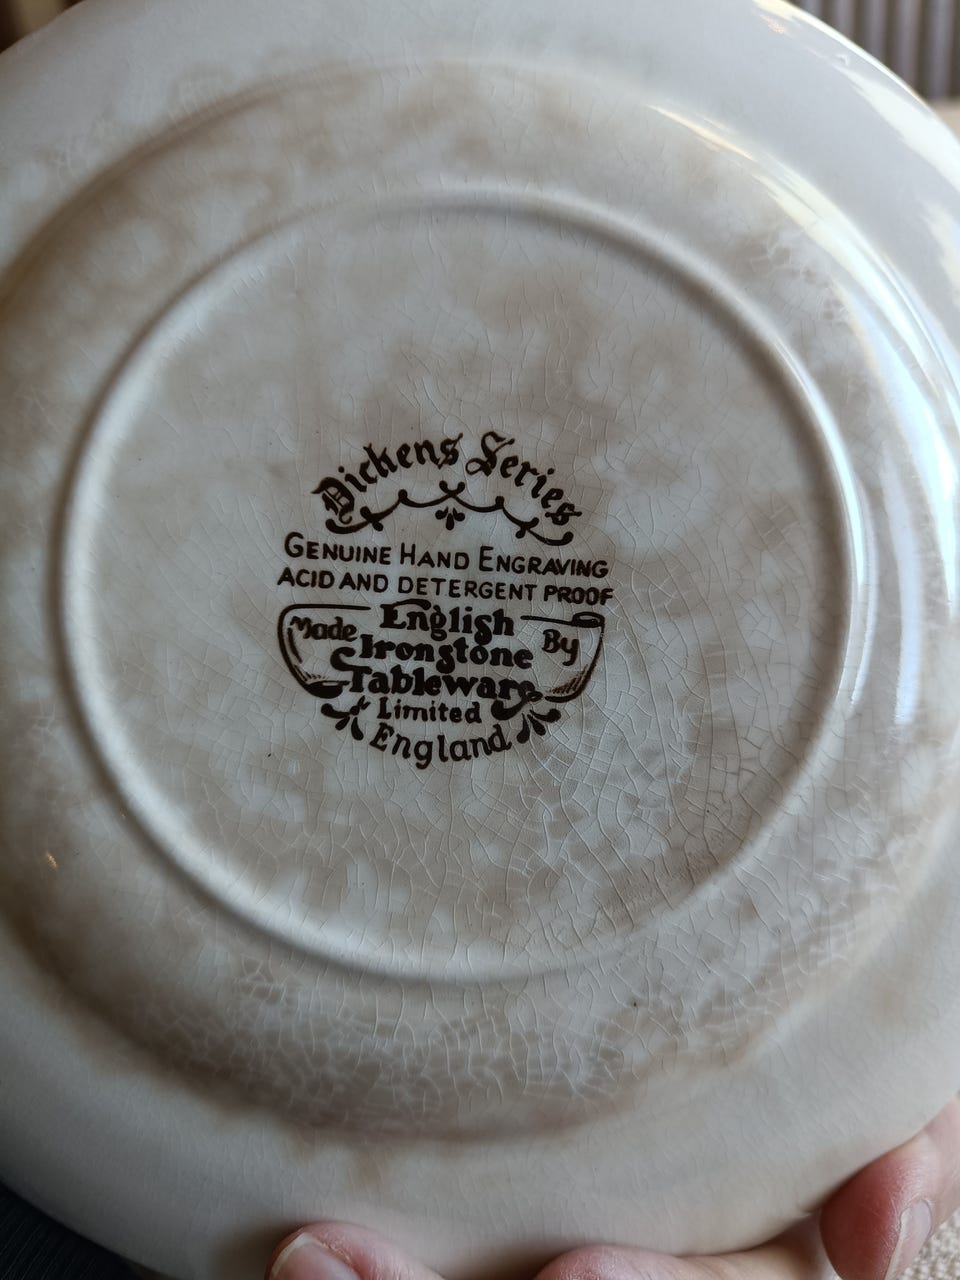 Dickens Series
GENUINE HAND ENGRAVING
ACID AND DETERGENT PROOF
Made English By
Ironstone
Tableware
Limited
England